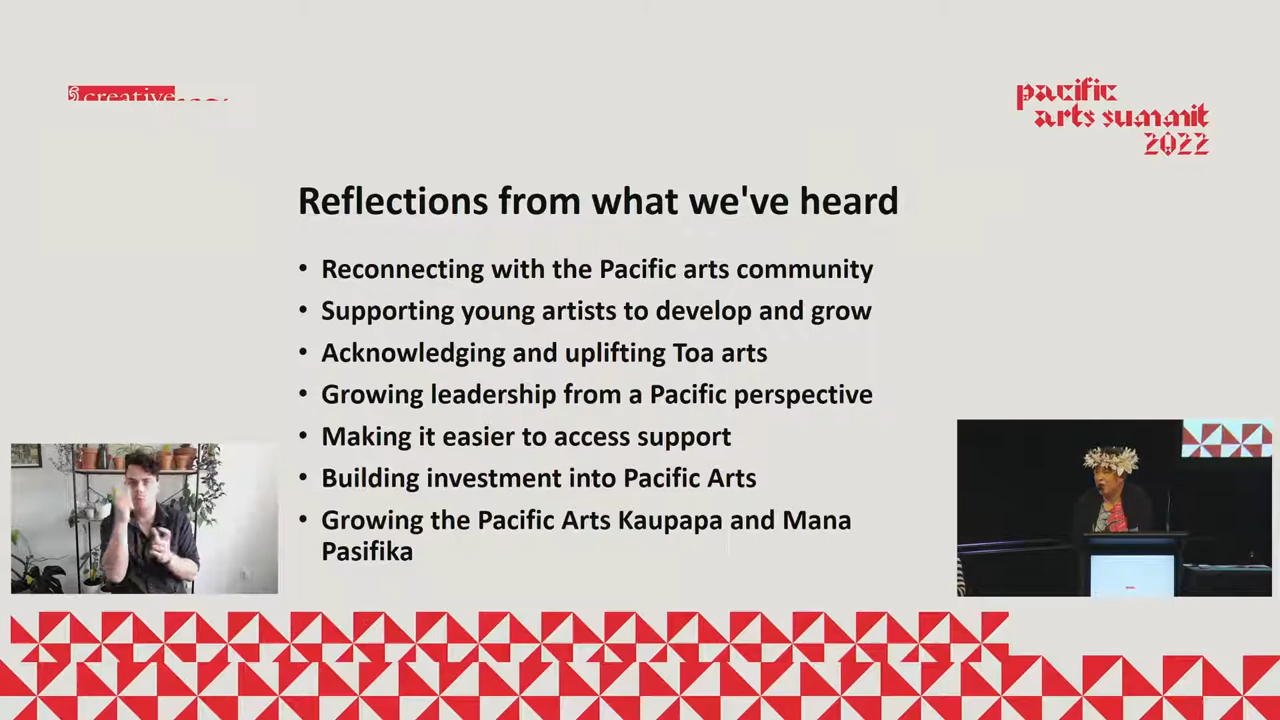 creative
pacific
arts summit
2022
Reflections from what we've heard
• Reconnecting with the Pacific arts community
• Supporting young artists to develop and grow
• Acknowledging and uplifting Toa arts
• Growing leadership from a Pacific perspective
• Making it easier to access support
• Building investment into Pacific Arts
• Growing the Pacific Arts Kaupapa and Mana
Pasifika